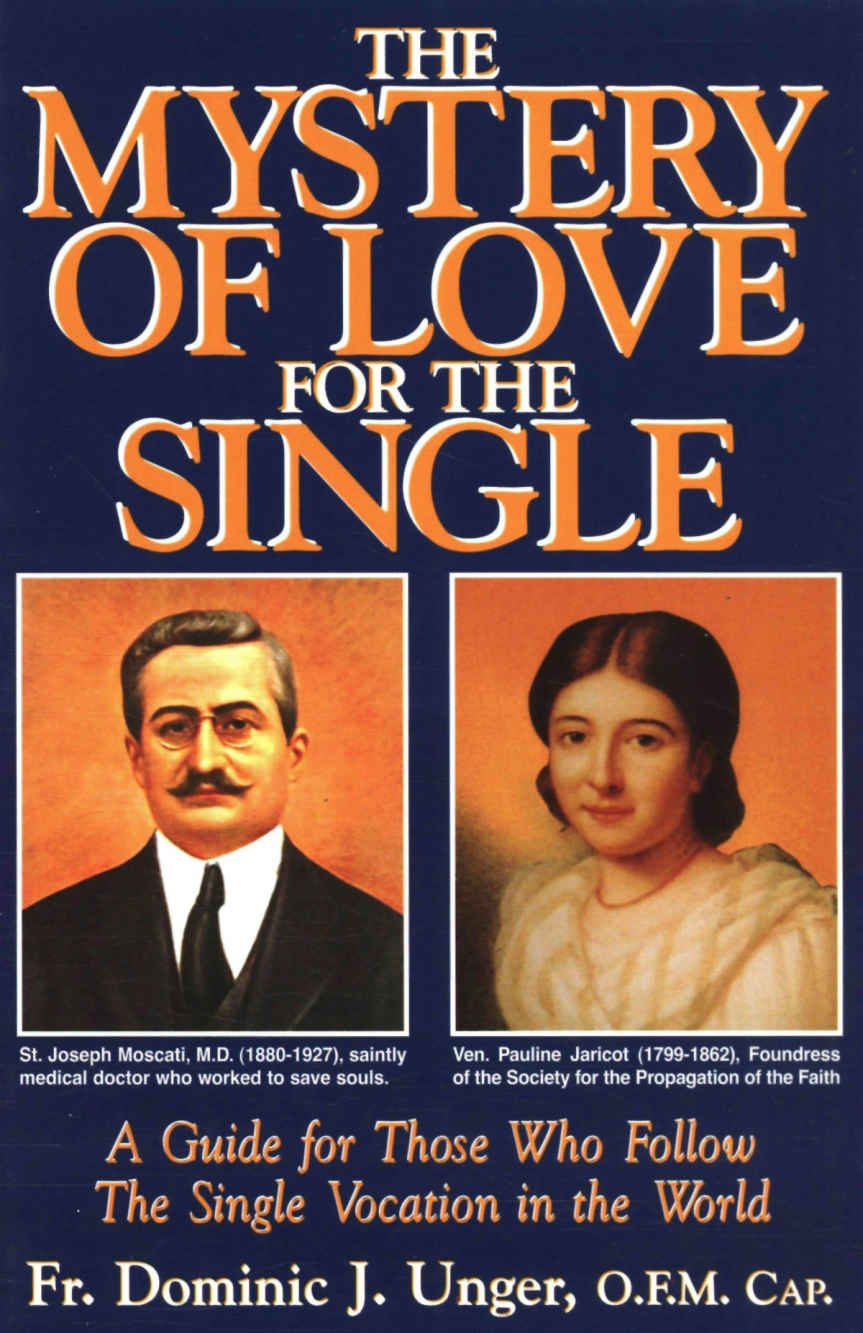 THE
MYSTERY
OF LOVE
FOR THE
SINGLE
St. Joseph Moscati, M.D. (1880-1927), saintly
medical doctor who worked to save souls.
Ven. Pauline Jaricot (1799-1862), Foundress
of the Society for the Propagation of the Faith
A Guide for Those Who Follow
The Single Vocation in the World
Fr. Dominic J. Unger, O.F.M. CAP.